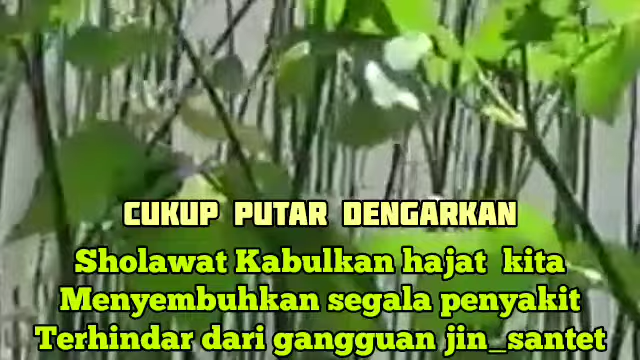 CUKUP PUTAR DENGARKAN
Sholawat Kabulkan hajat kita
Menyembuhkan segala penyakit
Terhindar dari gangguan jin_santet